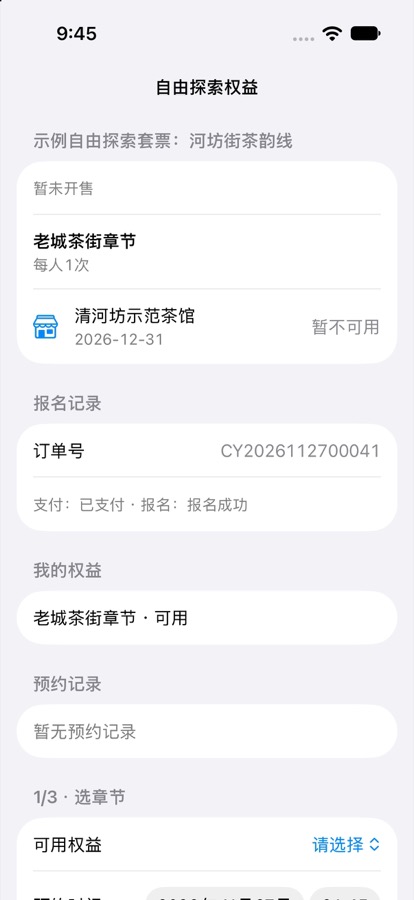 9:45
自由探索权益
示例自由探索套票：河坊街茶韵线
暂未开售
老城茶街章节
每人1次
清河坊示范茶馆
2026-12-31
暂不可用
报名记录
订单号
CY2026112700041
支付：已支付 · 报名：报名成功
我的权益
老城茶街章节 · 可用
预约记录
暂无预约记录
1/3 · 选章节
可用权益
请选择